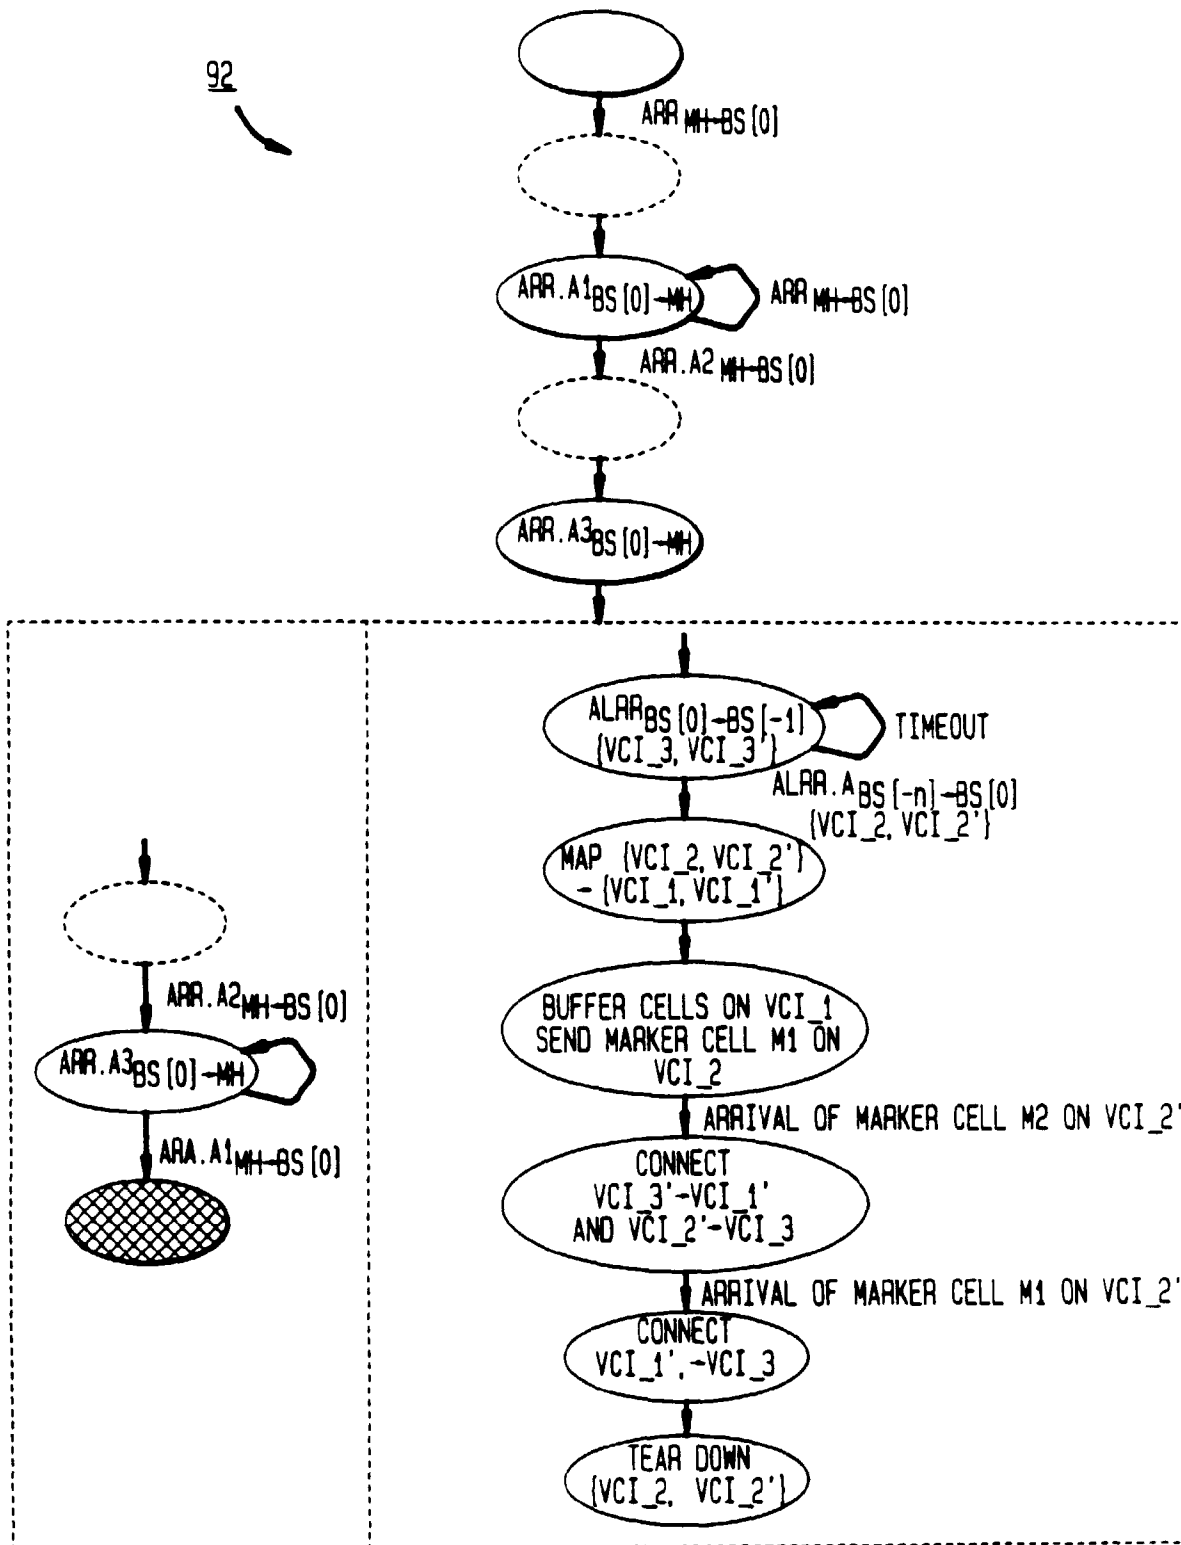 92
ARR MH→BS[0]
ARR.A1 BS[0]→MH
ARR MH→BS[0]
ARR.A2 MH→BS[0]
ARR.A3 BS[0]→MH
ALRR BS[0]→BS[-1]
{VCI_3, VCI_3'}
TIMEOUT
ALRR.A BS[-n]→BS[0]
{VCI_2, VCI_2'}
MAP {VCI_2, VCI_2'}
- {VCI_1, VCI_1'}
BUFFER CELLS ON VCI_1
SEND MARKER CELL M1 ON
VCI_2
ARRIVAL OF MARKER CELL M2 ON VCI_2'
CONNECT
VCI_3'-VCI_1'
AND VCI_2'-VCI_3
ARRIVAL OF MARKER CELL M1 ON VCI_2'
CONNECT
VCI_1',-VCI_3
TEAR DOWN
{VCI_2, VCI_2'}
ARR.A2 MH→BS[0]
ARR.A3 BS[0]→MH
ARA.A1 MH→BS[0]